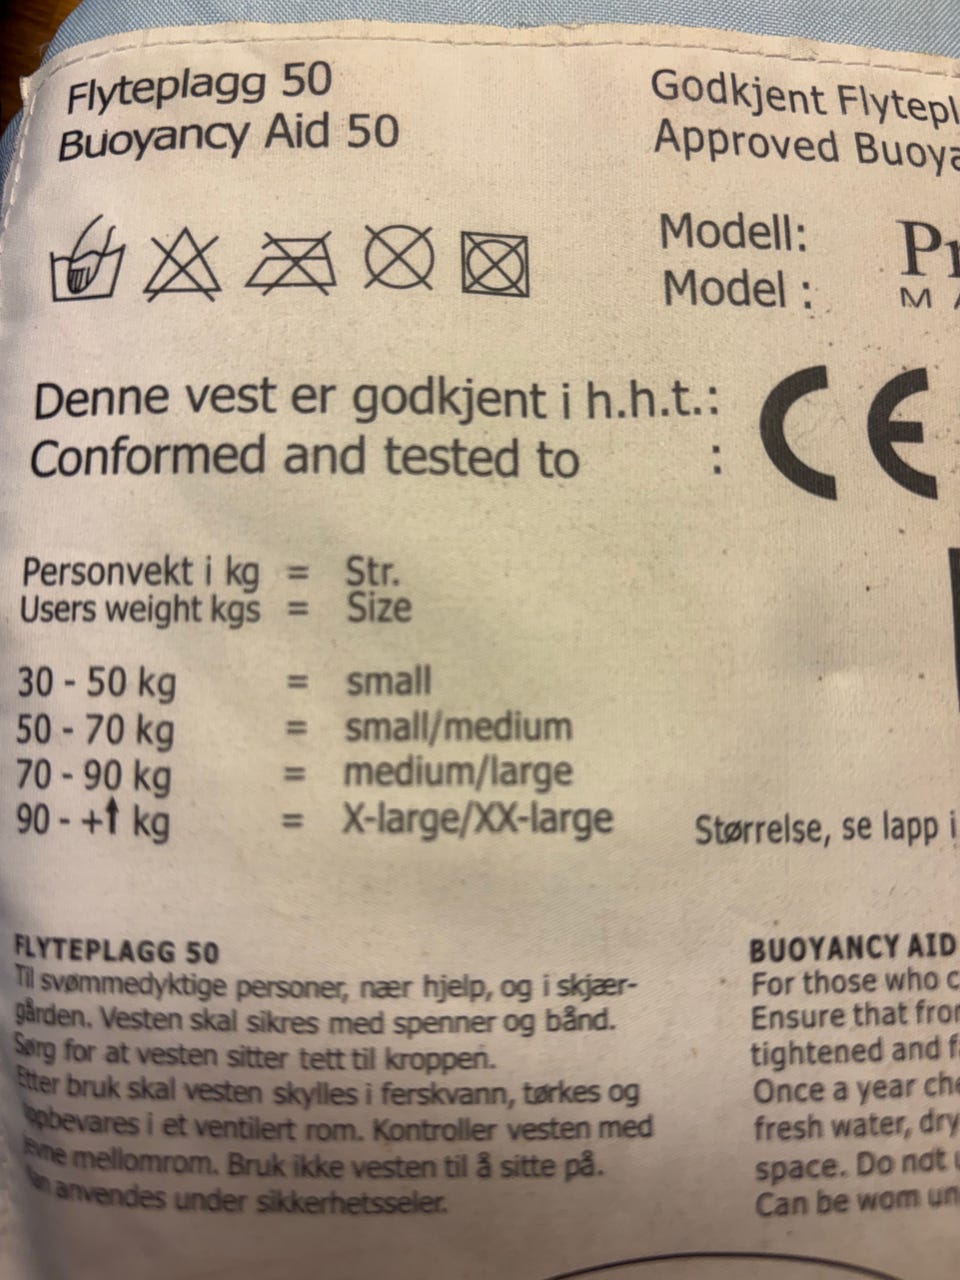 Flyteplagg 50
Buoyancy Aid 50
Godkjent Flytepl
Approved Buoya
Modell:
Model :
Pr
M A
Denne vest er godkjent i h.h.t.:
Conformed and tested to :
CE
Personvekt i kg = Str.
Users weight kgs = Size
30 - 50 kg = small
50 - 70 kg = small/medium
70 - 90 kg = medium/large
90 - +↑ kg = X-large/XX-large
Størrelse, se lapp i
FLYTEPLAGG 50
Til svømmedyktige personer, nær hjelp, og i skjær-
gården. Vesten skal sikres med spenner og bånd.
Sørg for at vesten sitter tett til kroppen.
Etter bruk skal vesten skylles i ferskvann, tørkes og
oppbevares i et ventilert rom. Kontroller vesten med
jevne mellomrom. Bruk ikke vesten til å sitte på.
Kan anvendes under sikkerhetsseler.
BUOYANCY AID
For those who c
Ensure that fron
tightened and f
Once a year che
fresh water, dry
space. Do not u
Can be worn un